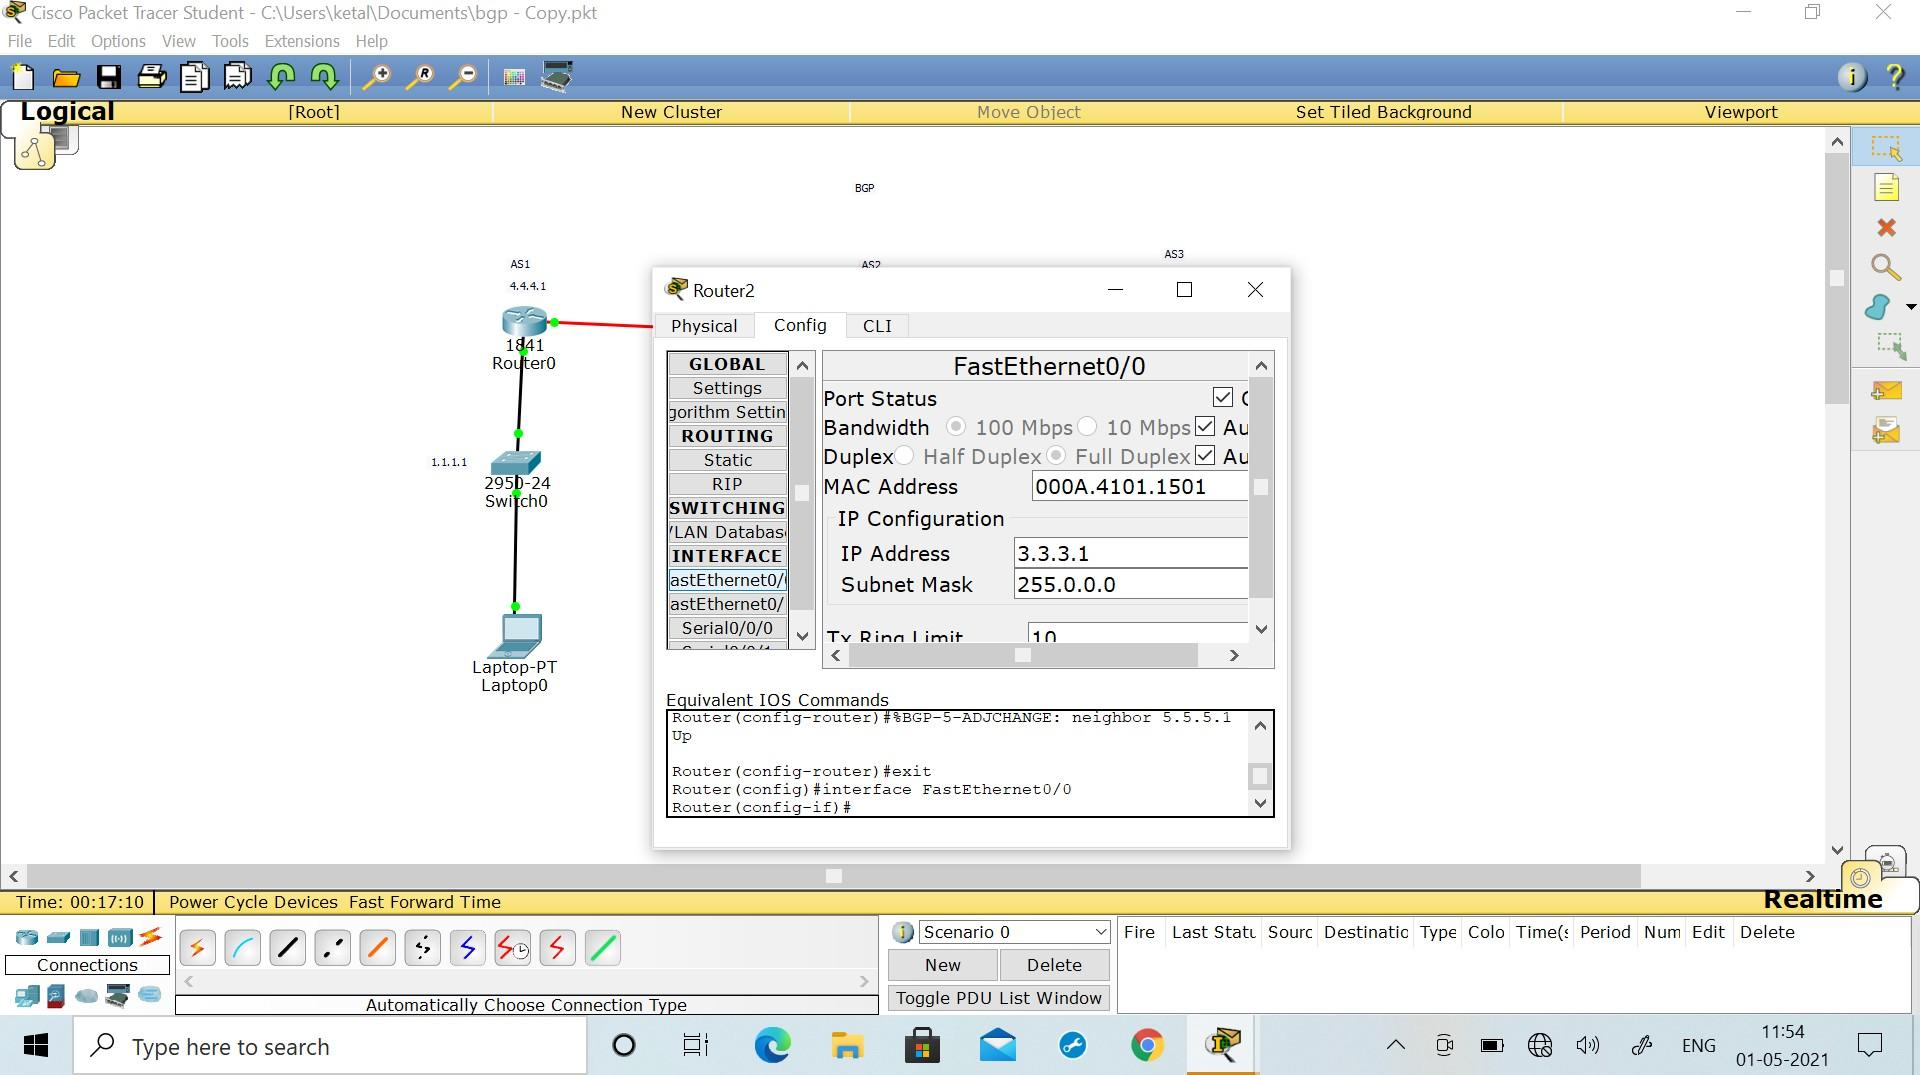 Cisco Packet Tracer Student - C:\Users\ketal\Documents\bgp - Copy.pkt
File Edit Options View Tools Extensions Help
Logical [Root] New Cluster Move Object Set Tiled Background Viewport
BGP
AS1
AS2
AS3
4.4.4.1
1841
Router0
1.1.1.1
2950-24
Switch0
Laptop-PT
Laptop0
Router2
Physical Config CLI
GLOBAL
Settings
gorithm Settin
ROUTING
Static
RIP
SWITCHING
VLAN Databas
INTERFACE
astEthernet0/
astEthernet0/
Serial0/0/0
Serial0/0/1
FastEthernet0/0
Port Status
Bandwidth 100 Mbps 10 Mbps Au
Duplex Half Duplex Full Duplex Au
MAC Address 000A.4101.1501
IP Configuration
IP Address 3.3.3.1
Subnet Mask 255.0.0.0
Tx Ring Limit 10
Equivalent IOS Commands
Router(config-router)#%BGP-5-ADJCHANGE: neighbor 5.5.5.1
Up
Router(config-router)#exit
Router(config)#interface FastEthernet0/0
Router(config-if)#
Time: 00:17:10 Power Cycle Devices Fast Forward Time Realtime
Connections
Automatically Choose Connection Type
Scenario 0
New Delete
Toggle PDU List Window
Fire Last Statu Sourc Destinatio Type Colo Time(s Period Num Edit Delete
Type here to search
ENG
11:54
01-05-2021